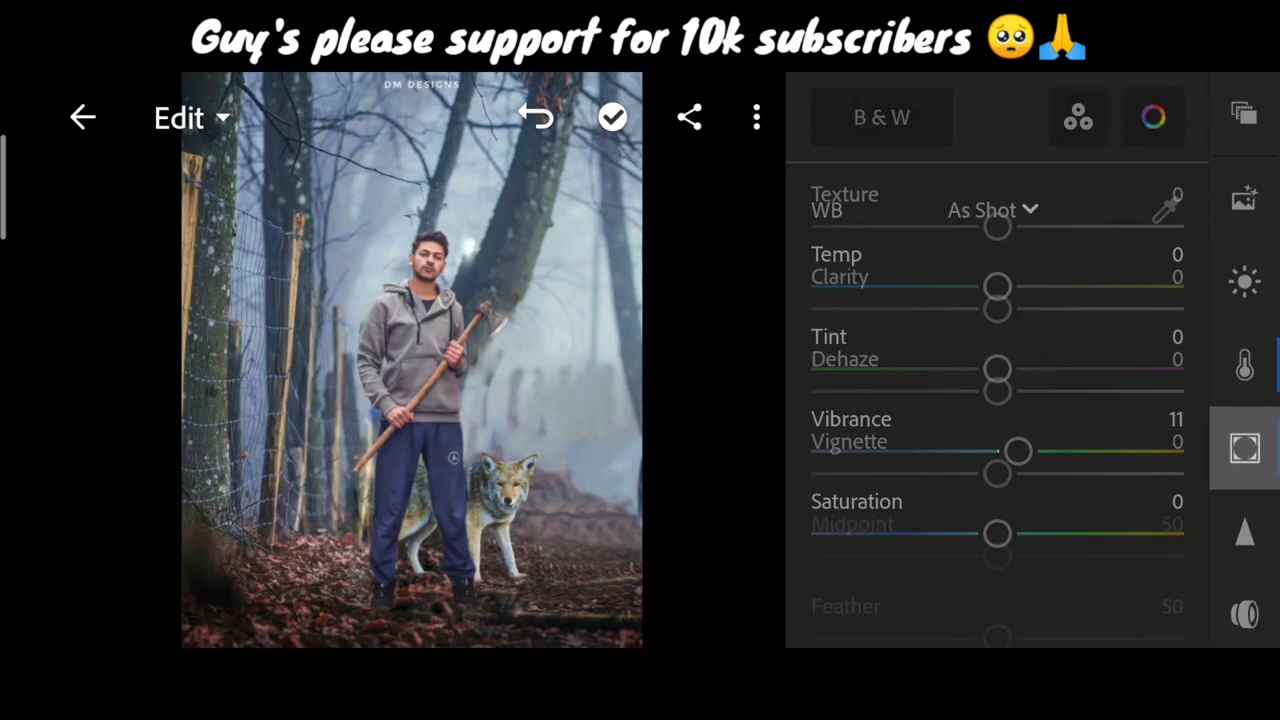 Guy's please support for 10k subscribers 🥺🙏
DM DESIGNS
Edit
B & W
Texture 0
WB As Shot
Temp 0
Clarity 0
Tint 0
Dehaze 0
Vibrance 11
Vignette 0
Saturation 0
Midpoint 50
Feather 50